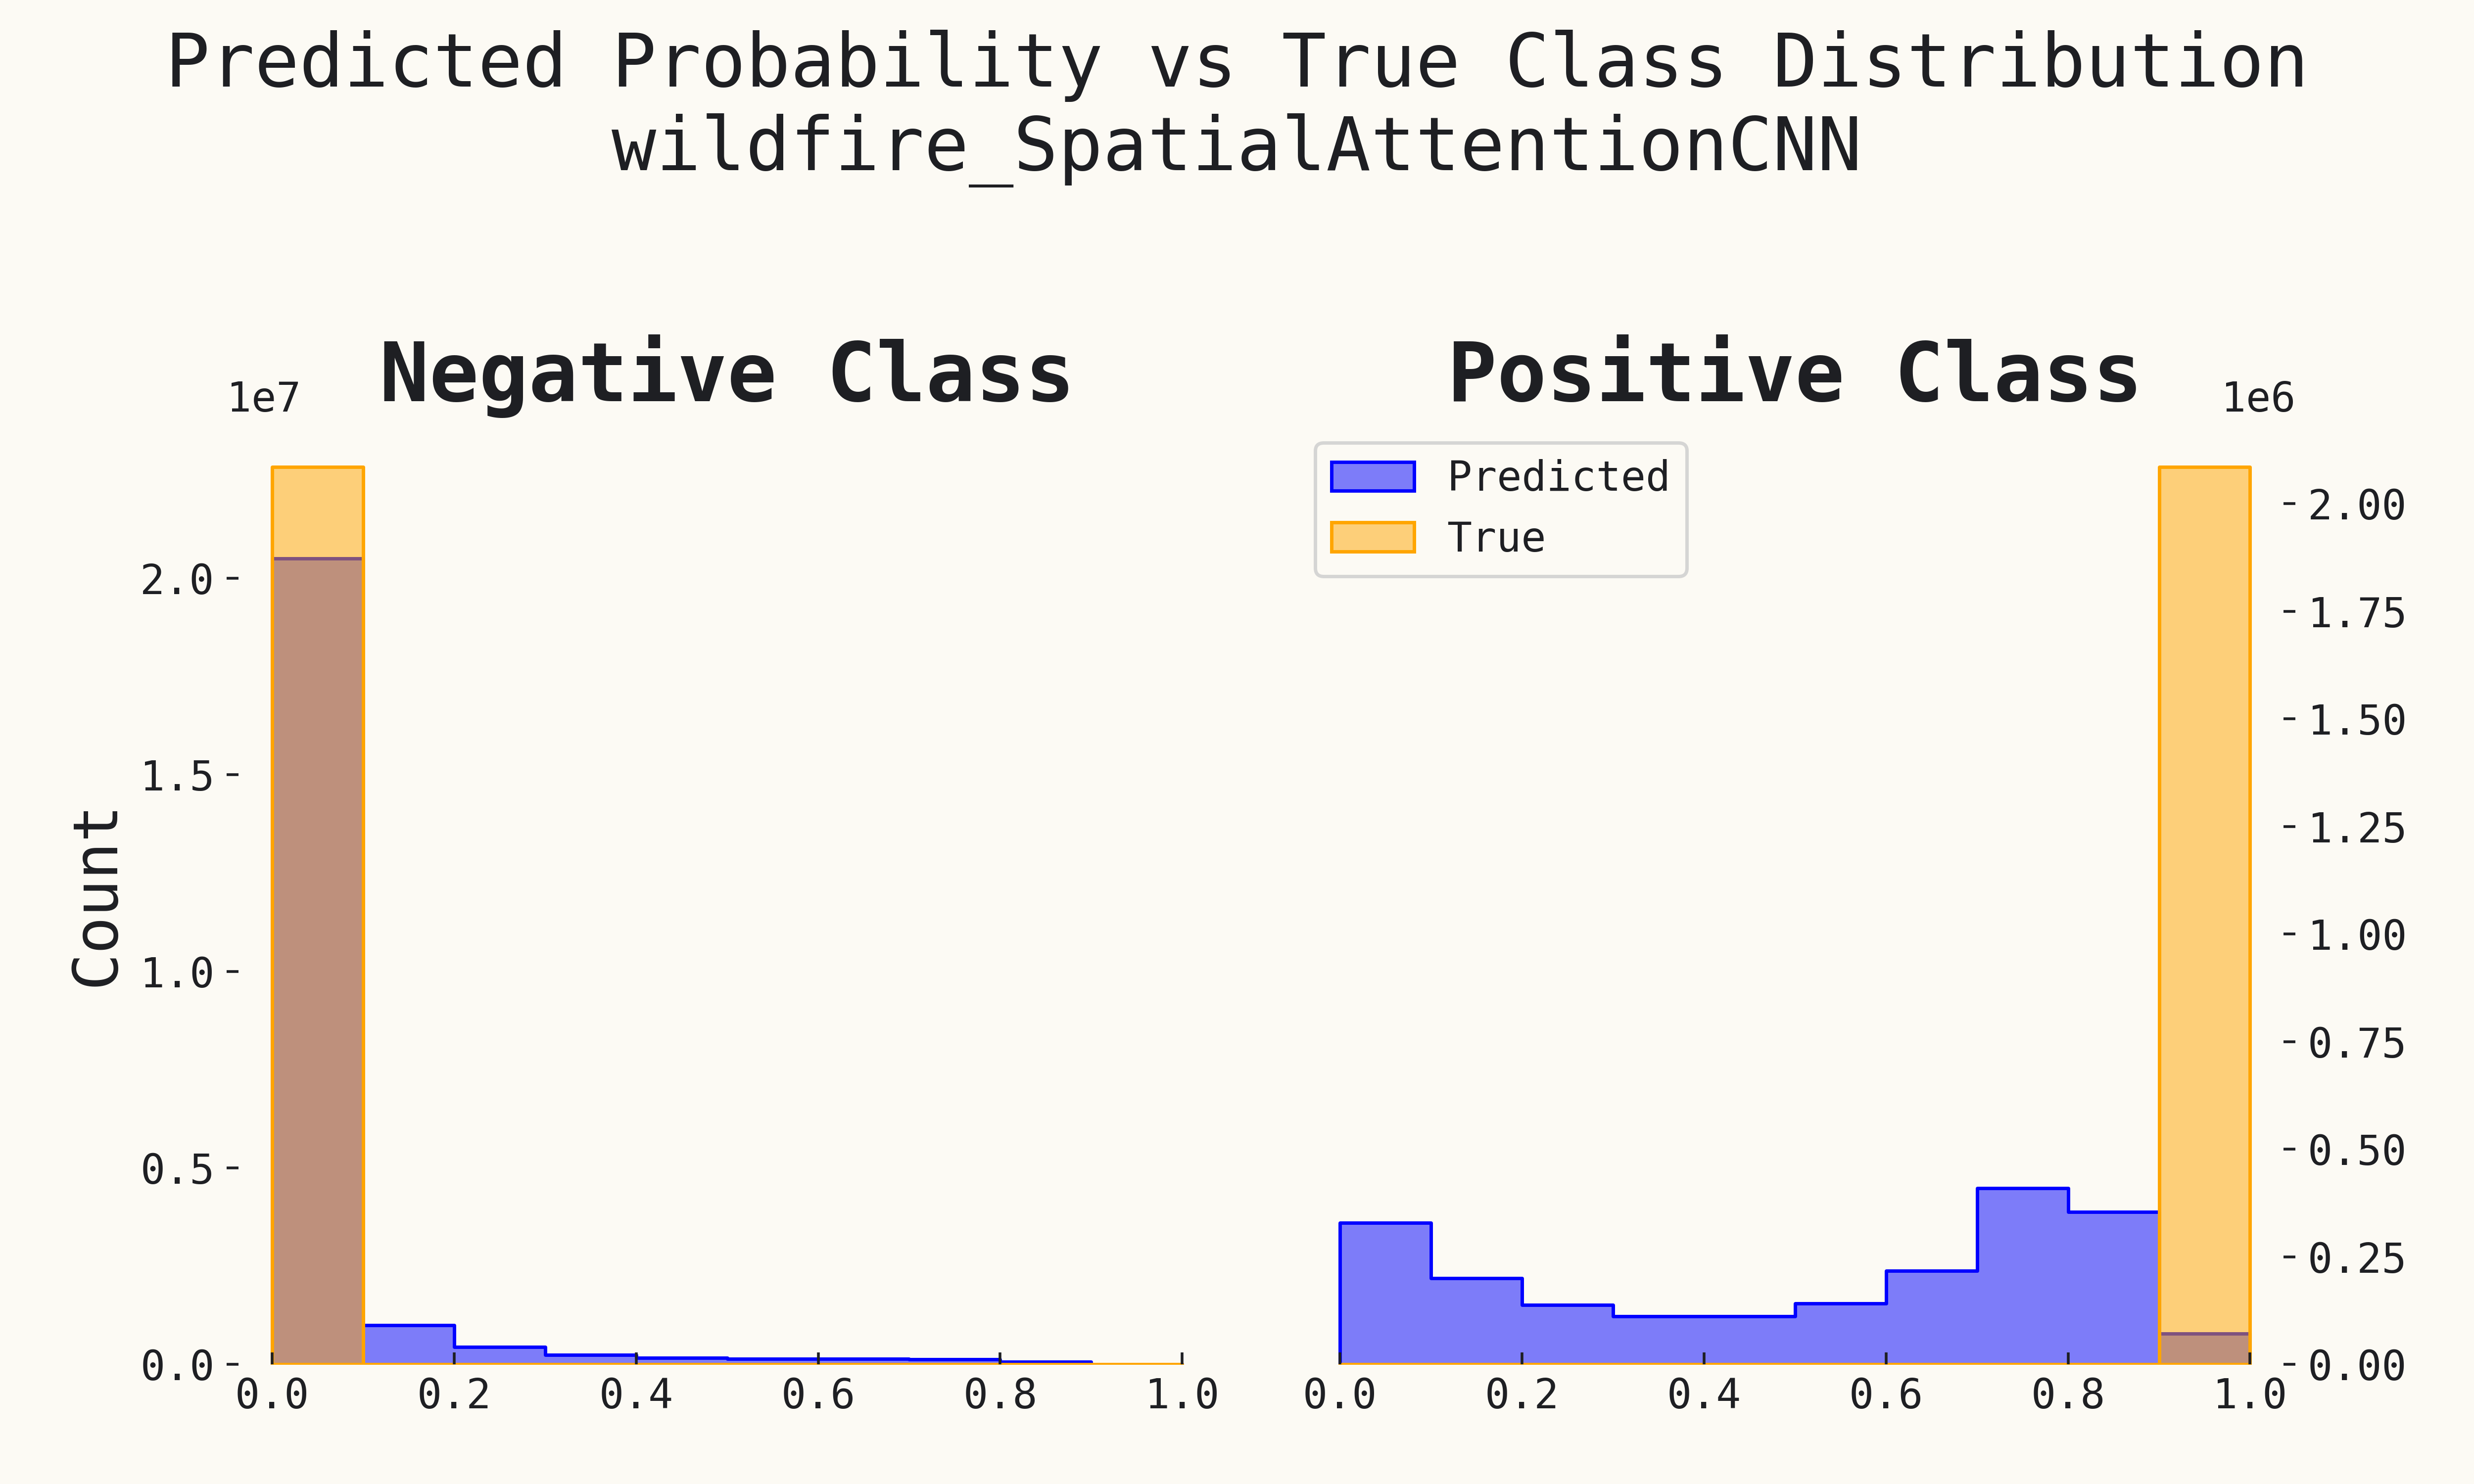 Predicted Probability vs True Class Distribution
wildfire_SpatialAttentionCNN
Negative Class
Positive Class
1e7
1e6
Predicted
True
Count
2.0
1.5
1.0
0.5
0.0
2.00
1.75
1.50
1.25
1.00
0.75
0.50
0.25
0.00
0.0 0.2 0.4 0.6 0.8 1.0
0.0 0.2 0.4 0.6 0.8 1.0